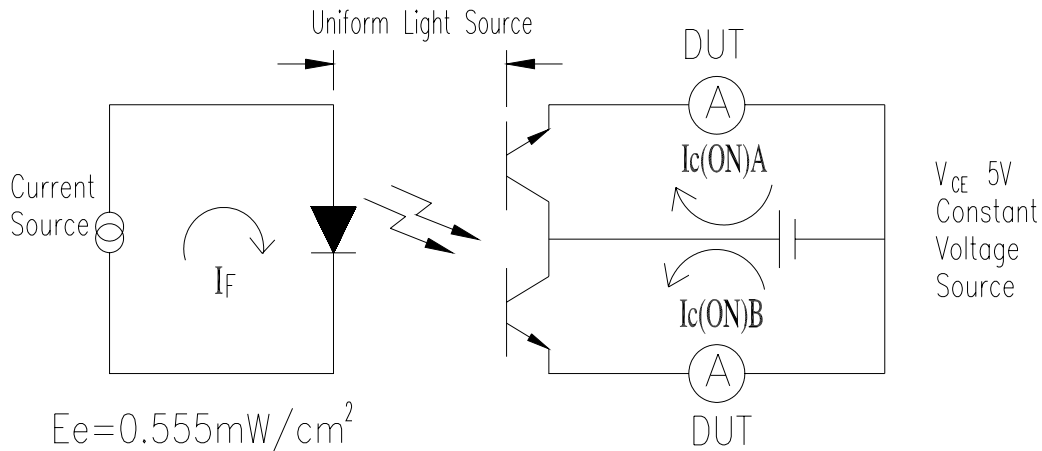 Uniform Light Source
DUT
A
Ic(ON)A
Current
Source
IF
VCE 5V
Constant
Voltage
Source
Ic(ON)B
A
DUT
Ee=0.555mW/cm²